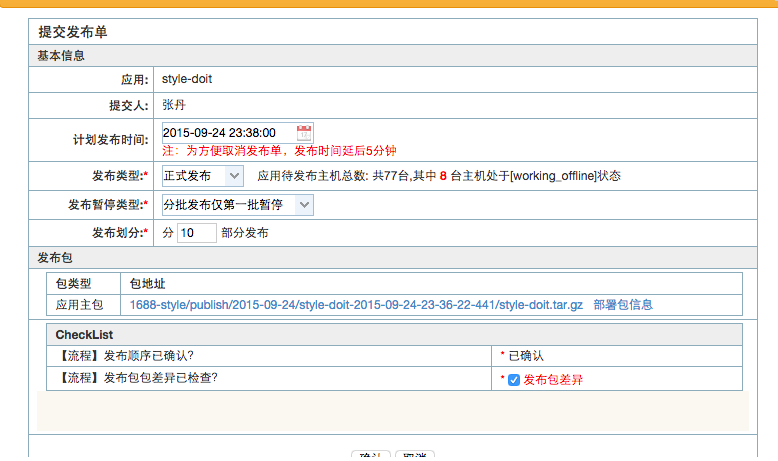 提交发布单
基本信息
应用: style-doit
提交人: 张丹
计划发布时间: 2015-09-24 23:38:00
注：为方便取消发布单，发布时间延后5分钟
发布类型:* 正式发布 应用待发布主机总数: 共77台,其中 8 台主机处于[working_offline]状态
发布暂停类型:* 分批发布仅第一批暂停
发布划分:* 分 10 部分发布
发布包
包类型 包地址
应用主包 1688-style/publish/2015-09-24/style-doit-2015-09-24-23-36-22-441/style-doit.tar.gz 部署包信息
CheckList
【流程】发布顺序已确认? * 已确认
【流程】发布包包差异已检查? * 发布包差异
确认 取消